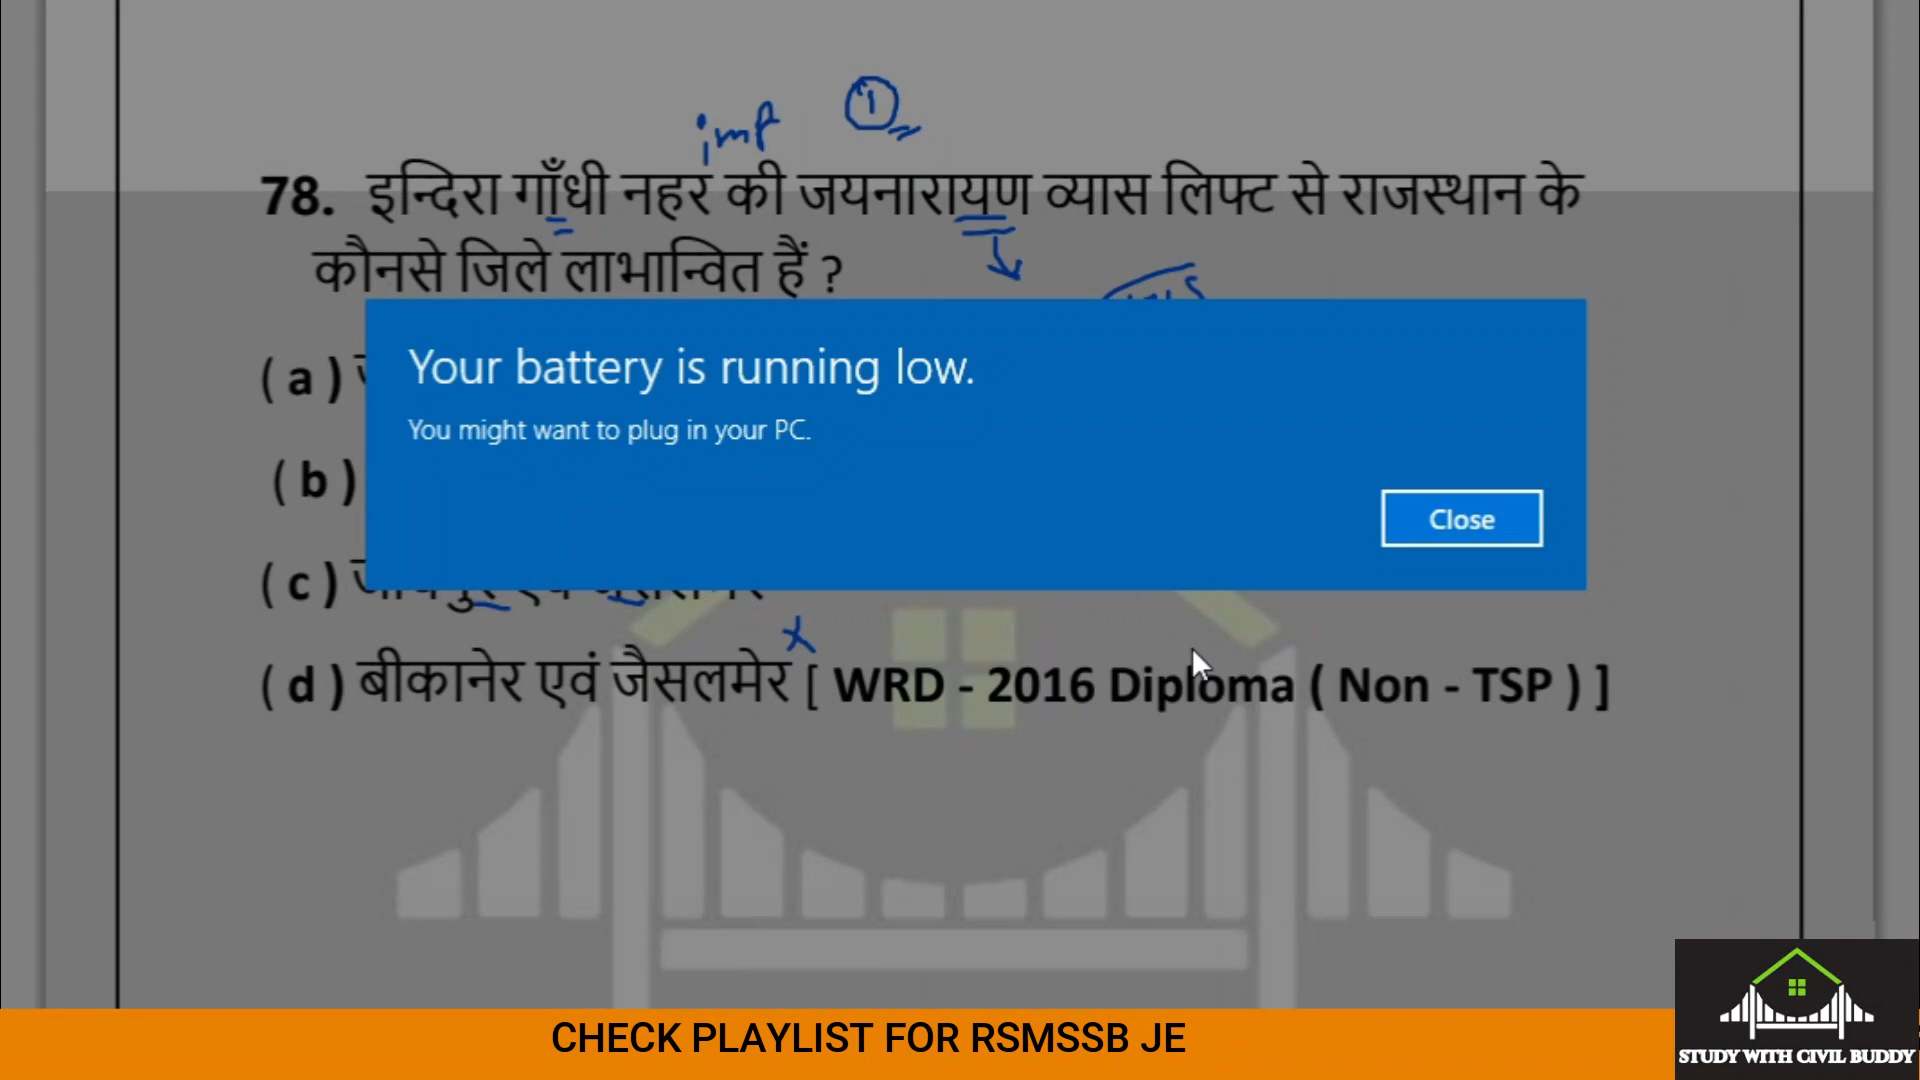 imp ①
78. इन्दिरा गाँधी नहर की जयनारायण व्यास लिफ्ट से राजस्थान के
कौनसे जिले लाभान्वित हैं ?
( a )
Your battery is running low.
You might want to plug in your PC.
( b )
Close
( c )
( d ) बीकानेर एवं जैसलमेर [ WRD - 2016 Diploma ( Non - TSP ) ]
CHECK PLAYLIST FOR RSMSSB JE
STUDY WITH CIVIL BUDDY